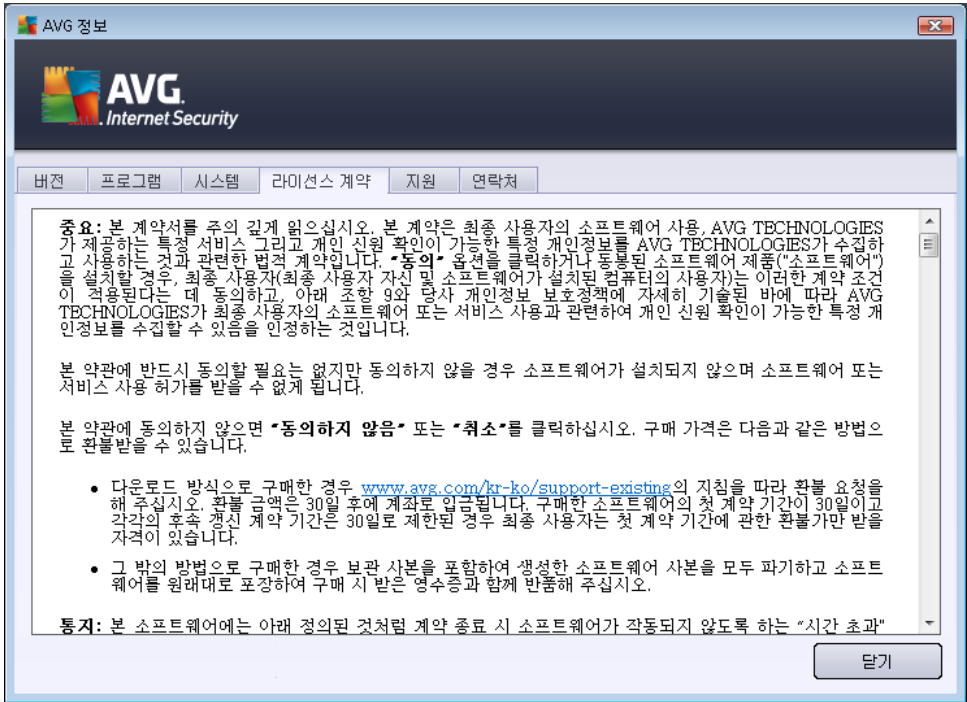 AVG 정보
AVG.
Internet Security
버전 프로그램 시스템 라이선스 계약 지원 연락처
중요: 본 계약서를 주의 깊게 읽으십시오. 본 계약은 최종 사용자의 소프트웨어 사용, AVG TECHNOLOGIES
가 제공하는 특정 서비스 그리고 개인 신원 확인이 가능한 특정 개인정보를 AVG TECHNOLOGIES가 수집하
고 사용하는 것과 관련한 법적 계약입니다. "동의" 옵션을 클릭하거나 동봉된 소프트웨어 제품("소프트웨어")
을 설치할 경우, 최종 사용자(최종 사용자 자신 및 소프트웨어가 설치된 컴퓨터의 사용자)는 이러한 계약 조건
이 적용된다는 데 동의하고, 아래 조항 9와 당사 개인정보 보호정책에 자세히 기술된 바에 따라 AVG
TECHNOLOGIES가 최종 사용자의 소프트웨어 또는 서비스 사용과 관련하여 개인 신원 확인이 가능한 특정 개
인정보를 수집할 수 있음을 인정하는 것입니다.
본 약관에 반드시 동의할 필요는 없지만 동의하지 않을 경우 소프트웨어가 설치되지 않으며 소프트웨어 또는
서비스 사용 허가를 받을 수 없게 됩니다.
본 약관에 동의하지 않으면 "동의하지 않음" 또는 "취소"를 클릭하십시오. 구매 가격은 다음과 같은 방법으
로 환불받을 수 있습니다.
• 다운로드 방식으로 구매한 경우 www.avg.com/kr-ko/support-existing의 지침을 따라 환불 요청을
해 주십시오. 환불 금액은 30일 후에 계좌로 입금됩니다. 구매한 소프트웨어의 첫 계약 기간이 30일이고
각각의 후속 갱신 계약 기간은 30일로 제한된 경우 최종 사용자는 첫 계약 기간에 관한 환불가만 받을
자격이 있습니다.
• 그 밖의 방법으로 구매한 경우 보관 사본을 포함하여 생성한 소프트웨어 사본을 모두 파기하고 소프트
웨어를 원래대로 포장하여 구매 시 받은 영수증과 함께 반품해 주십시오.
통지: 본 소프트웨어에는 아래 정의된 것처럼 계약 종료 시 소프트웨어가 작동되지 않도록 하는 "시간 초과"
닫기